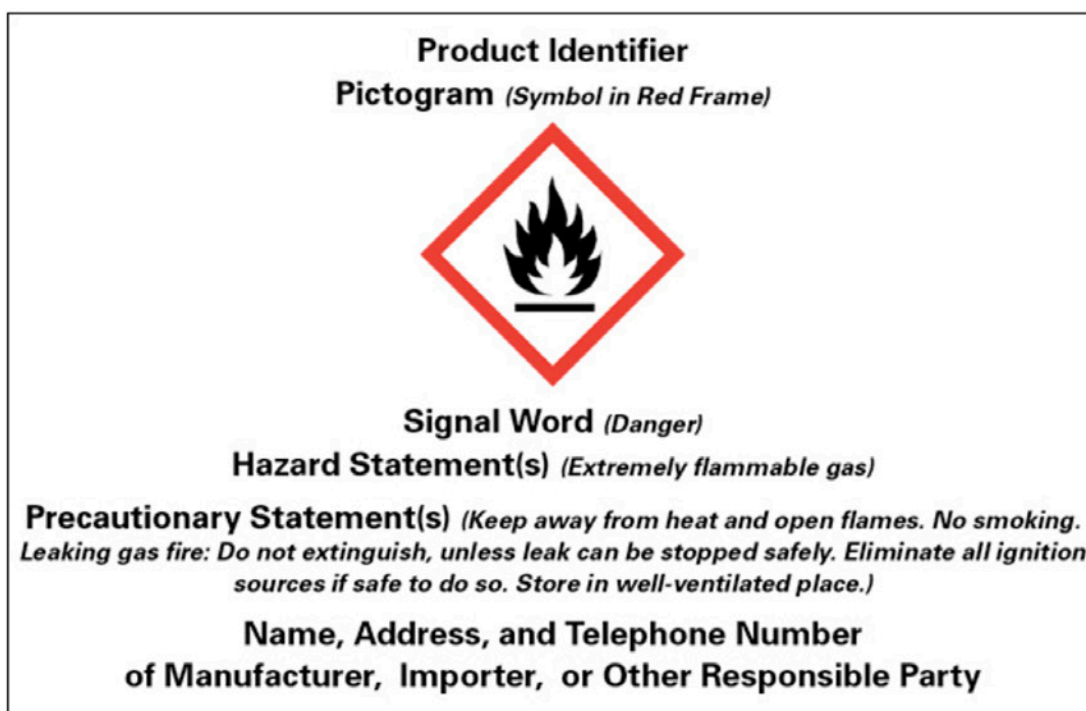 Product Identifier
Pictogram (Symbol in Red Frame)
Signal Word (Danger)
Hazard Statement(s) (Extremely flammable gas)
Precautionary Statement(s) (Keep away from heat and open flames. No smoking.
Leaking gas fire: Do not extinguish, unless leak can be stopped safely. Eliminate all ignition
sources if safe to do so. Store in well-ventilated place.)
Name, Address, and Telephone Number
of Manufacturer, Importer, or Other Responsible Party